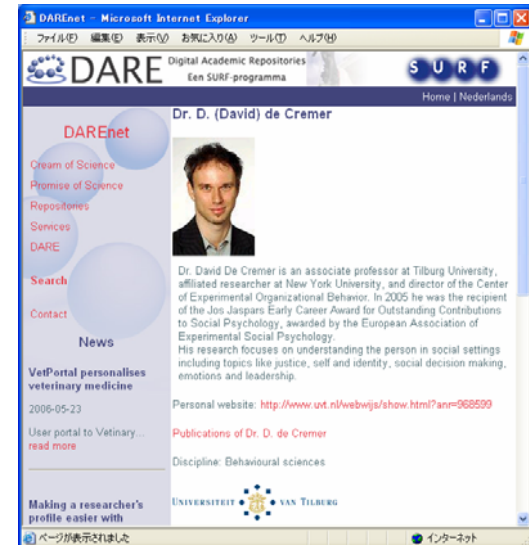 DAREnet - Microsoft Internet Explorer
ファイル(F) 編集(E) 表示(V) お気に入り(A) ツール(T) ヘルプ(H)
DARE
Digital Academic Repositories
Een SURF-programma
SURF
Home | Nederlands
DAREnet
Cream of Science
Promise of Science
Repositories
Services
DARE
Search
Contact
News
VetPortal personalises
veterinary medicine
2006-05-23
User portal to Vetinary...
read more
Making a researcher's
profile easier with
Dr. D. (David) de Cremer
Dr. David De Cremer is an associate professor at Tilburg University,
affiliated researcher at New York University, and director of the Center
of Experimental Organizational Behavior. In 2005 he was the recipient
of the Jos Jaspars Early Career Award for Outstanding Contributions
to Social Psychology, awarded by the European Association of
Experimental Social Psychology.
His research focuses on understanding the person in social settings
including topics like justice, self and identity, social decision making,
emotions and leadership.
Personal website: http://www.uvt.nl/webwijs/show.html?anr=968599
Publications of Dr. D. de Cremer
Discipline: Behavioural sciences
UNIVERSITEIT VAN TILBURG
ページが表示されました
インターネット